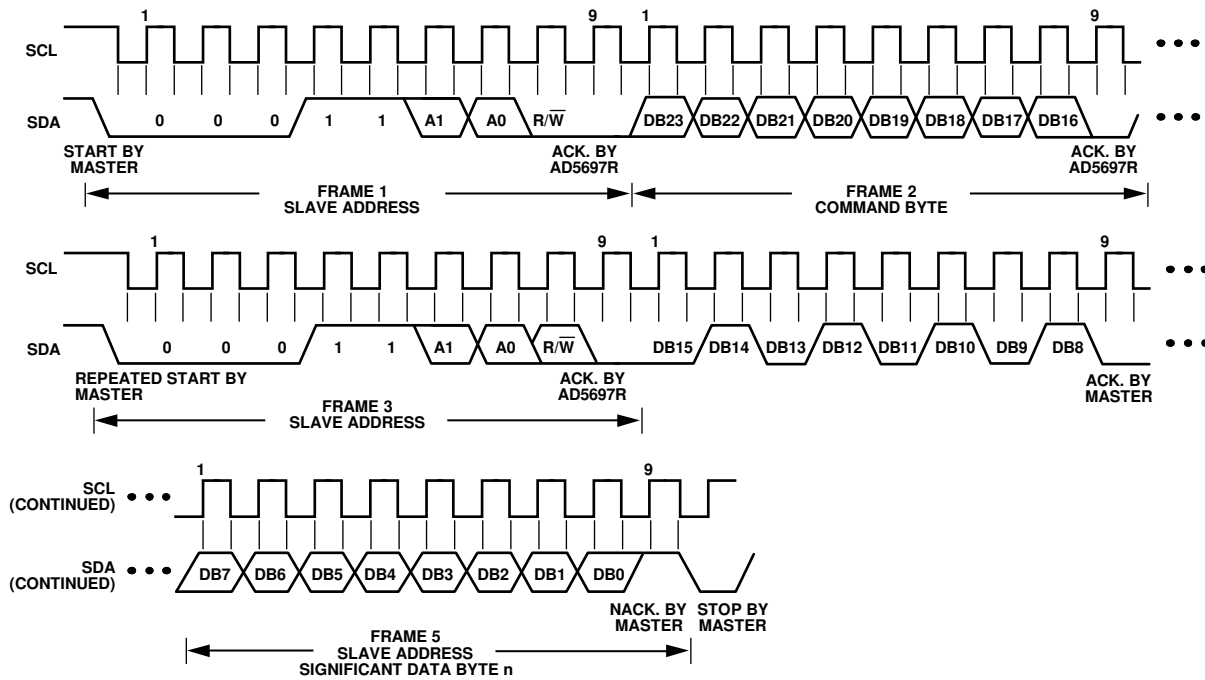 1 9 1 9
SCL
SDA 0 0 0 1 1 A1 A0 R/W̅ DB23 DB22 DB21 DB20 DB19 DB18 DB17 DB16
START BY
MASTER
ACK. BY
AD5697R
ACK. BY
AD5697R
FRAME 1
SLAVE ADDRESS
FRAME 2
COMMAND BYTE
1 9 1 9
SCL
SDA 0 0 0 1 1 A1 A0 R/W̅ DB15 DB14 DB13 DB12 DB11 DB10 DB9 DB8
REPEATED START BY
MASTER
ACK. BY
AD5697R
ACK. BY
MASTER
FRAME 3
SLAVE ADDRESS
1 9
SCL
(CONTINUED)
SDA
(CONTINUED)
DB7 DB6 DB5 DB4 DB3 DB2 DB1 DB0
NACK. BY
MASTER
STOP BY
MASTER
FRAME 5
SLAVE ADDRESS
SIGNIFICANT DATA BYTE n